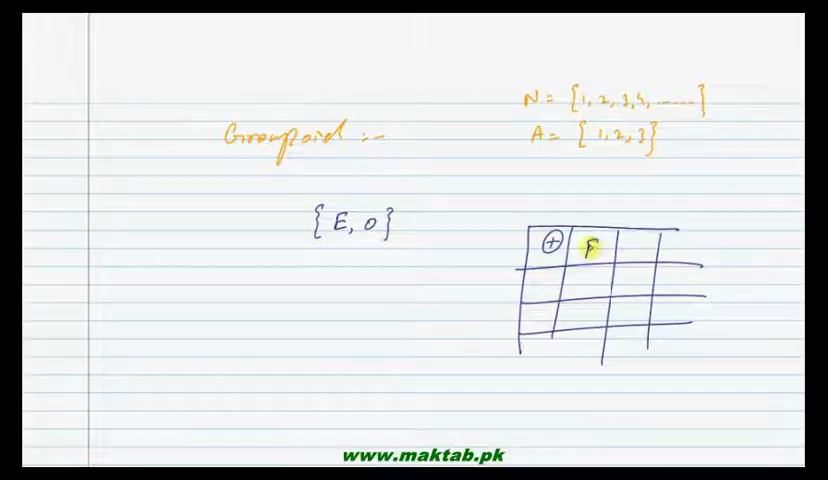 N = {1, 2, 3, 4, ......}
Groupoid :-
A = {1, 2, 3}
{E, O}
⊕
www.maktab.pk